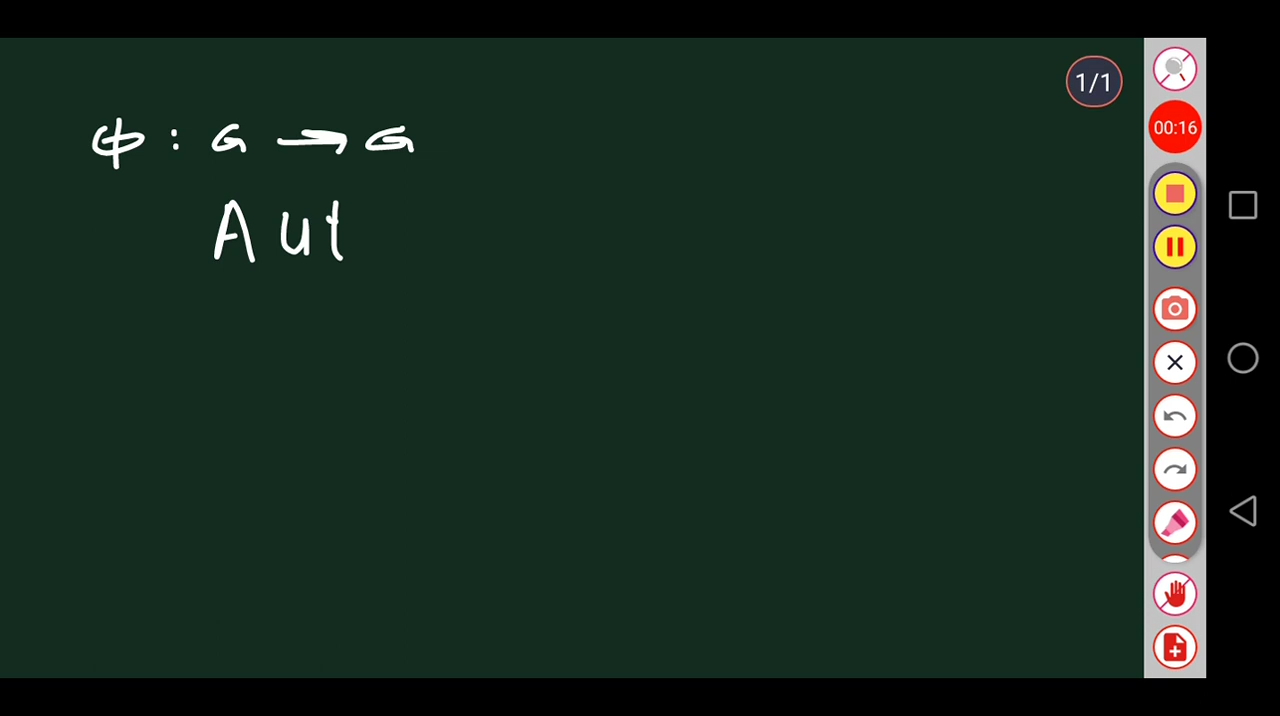 1/1
00:16
ϕ : G → G
Aut